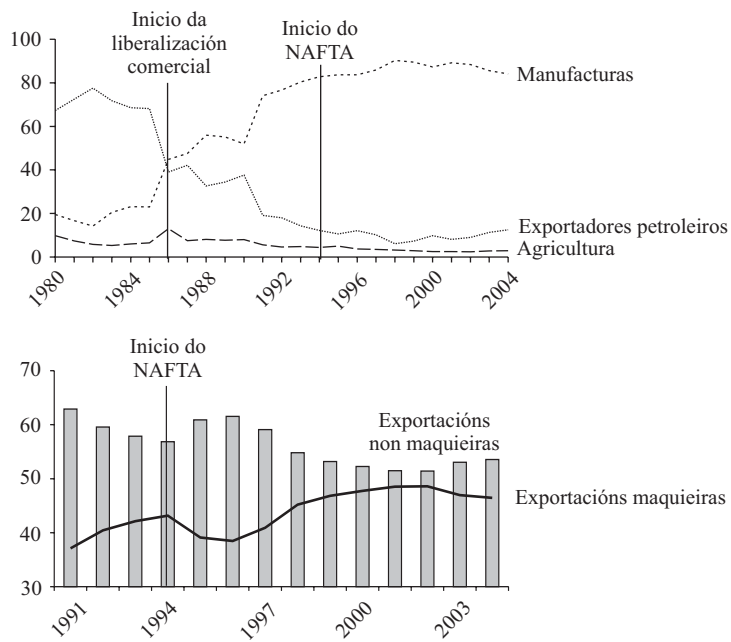 Inicio da
liberalización
comercial
Inicio do
NAFTA
100
80
60
40
20
0
Manufacturas
Exportadores petroleiros
Agricultura
1980
1984
1988
1992
1996
2000
2004
Inicio do
NAFTA
70
60
50
40
30
Exportacións
non maquieiras
Exportacións maquieiras
1991
1994
1997
2000
2003